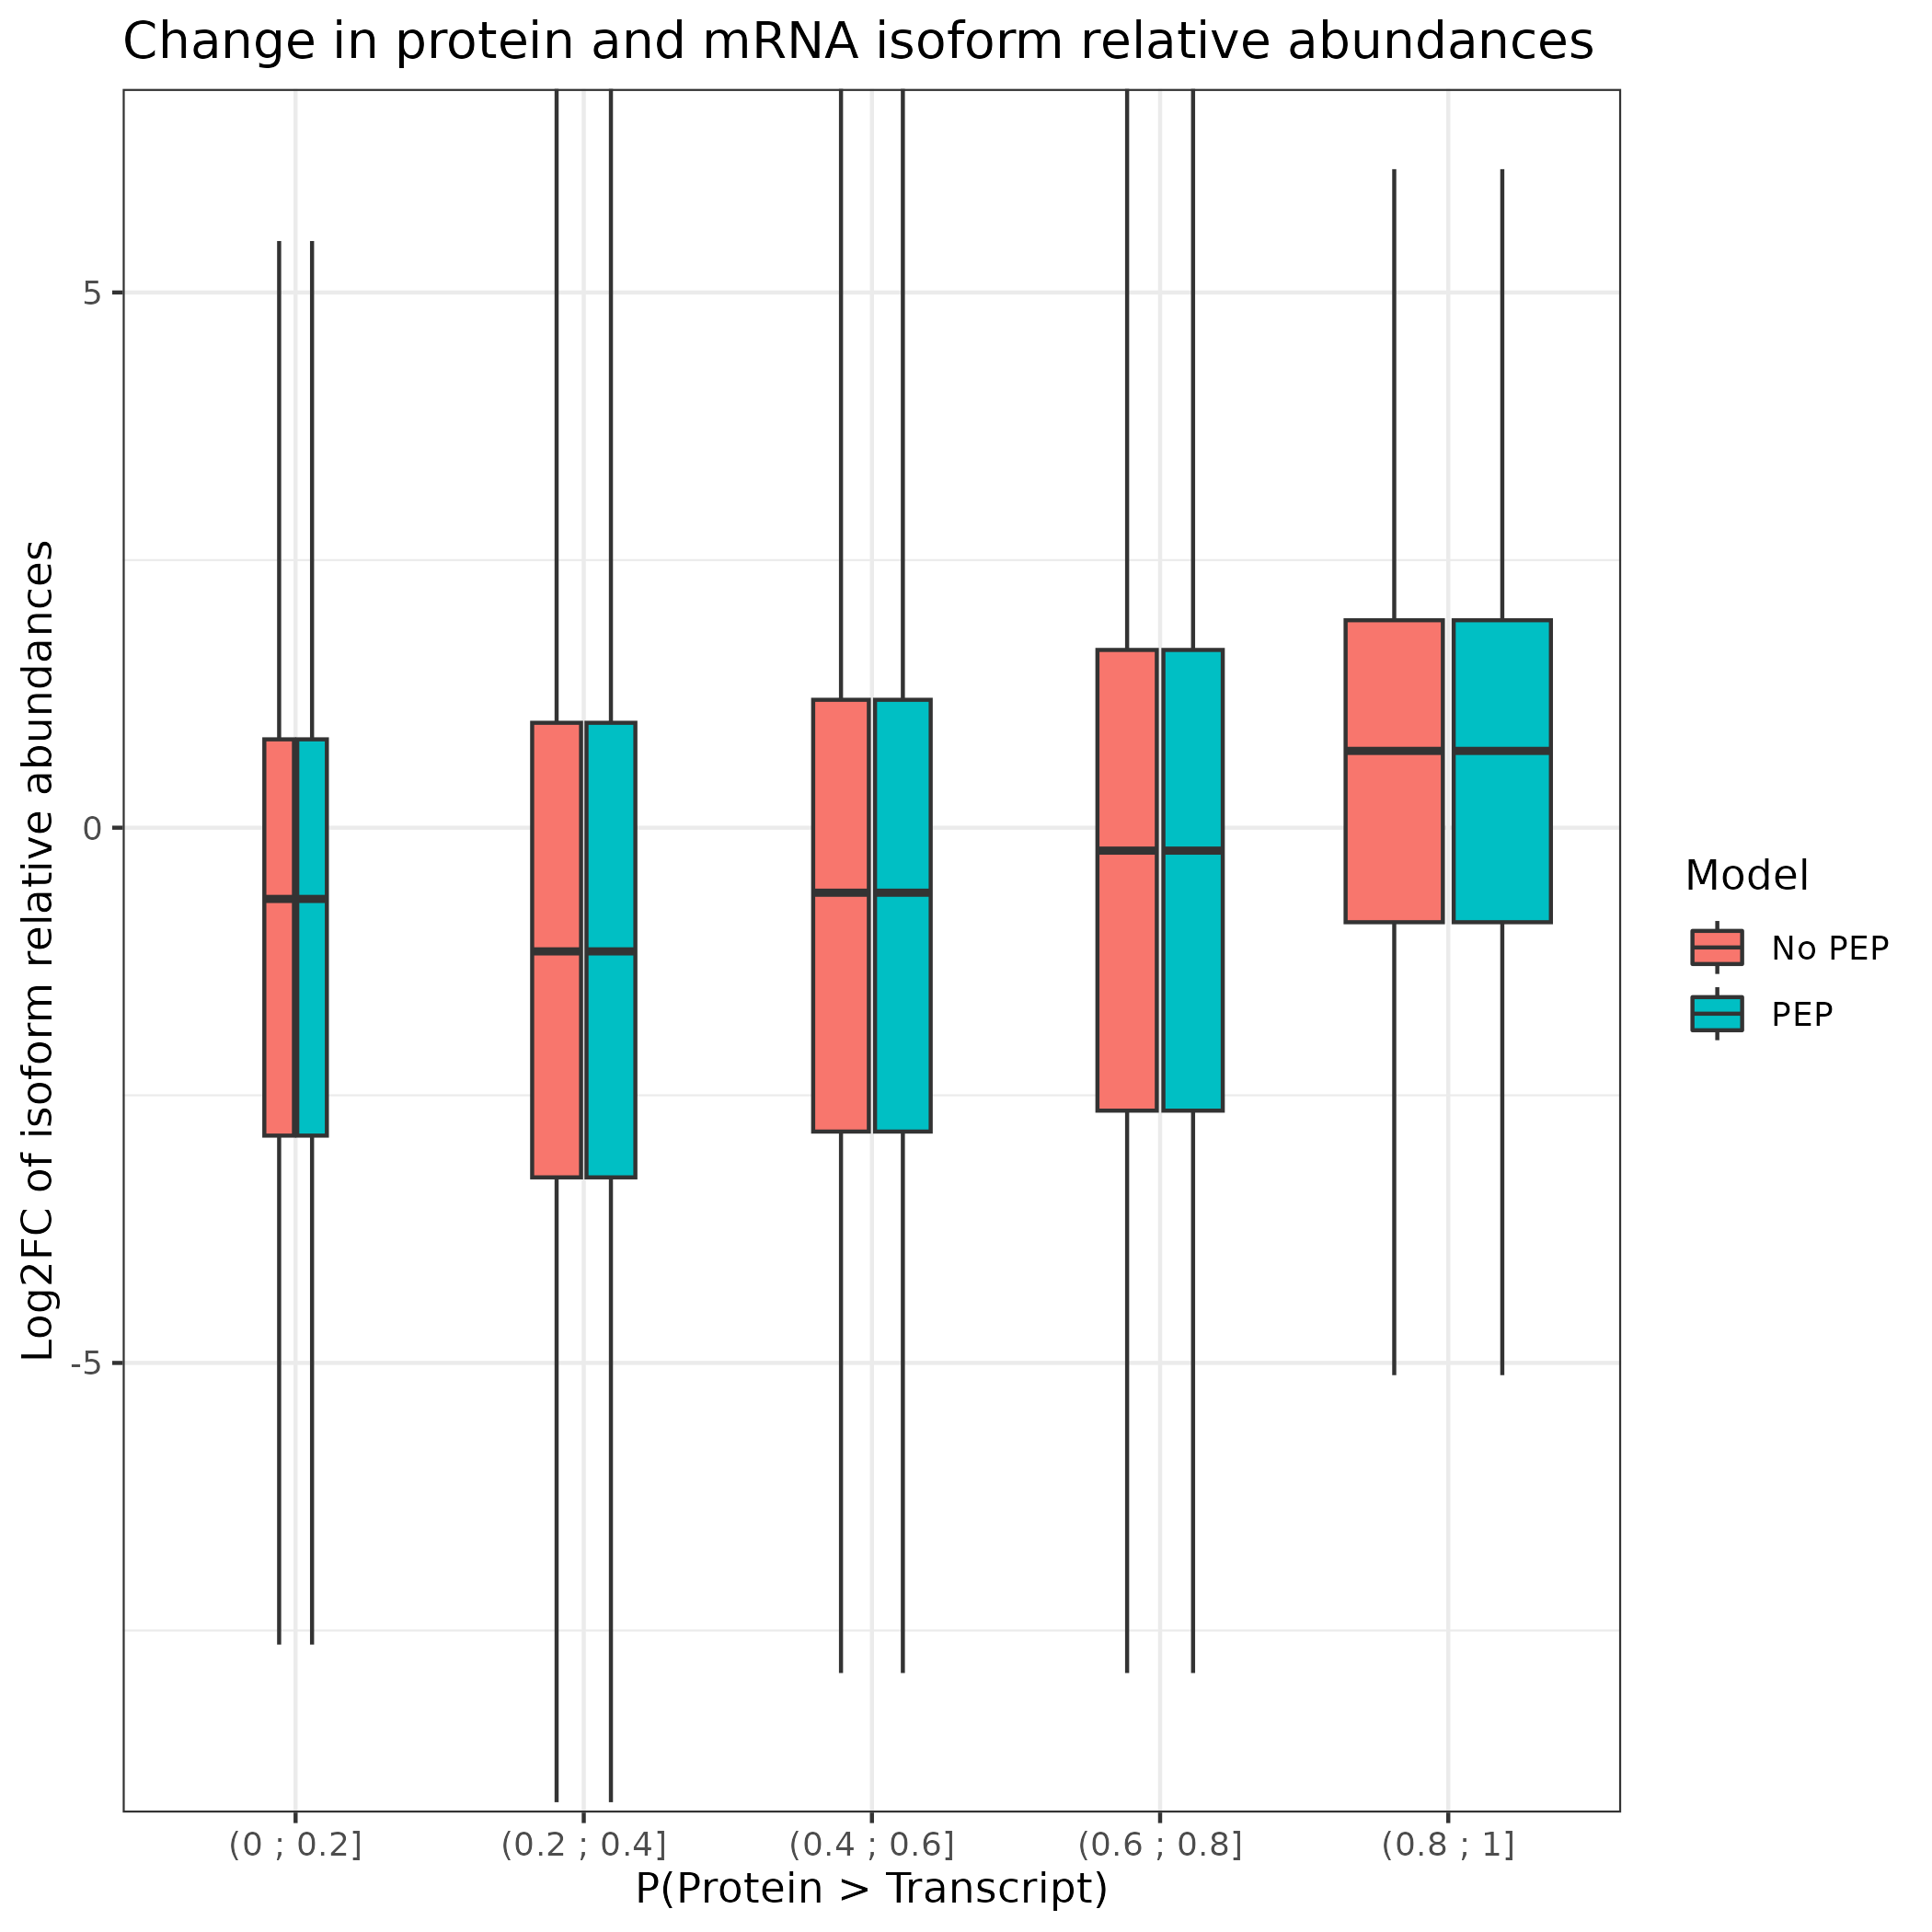 Change in protein and mRNA isoform relative abundances
Log2FC of isoform relative abundances
5
0
-5
(0 ; 0.2]
(0.2 ; 0.4]
(0.4 ; 0.6]
(0.6 ; 0.8]
(0.8 ; 1]
P(Protein > Transcript)
Model
No PEP
PEP